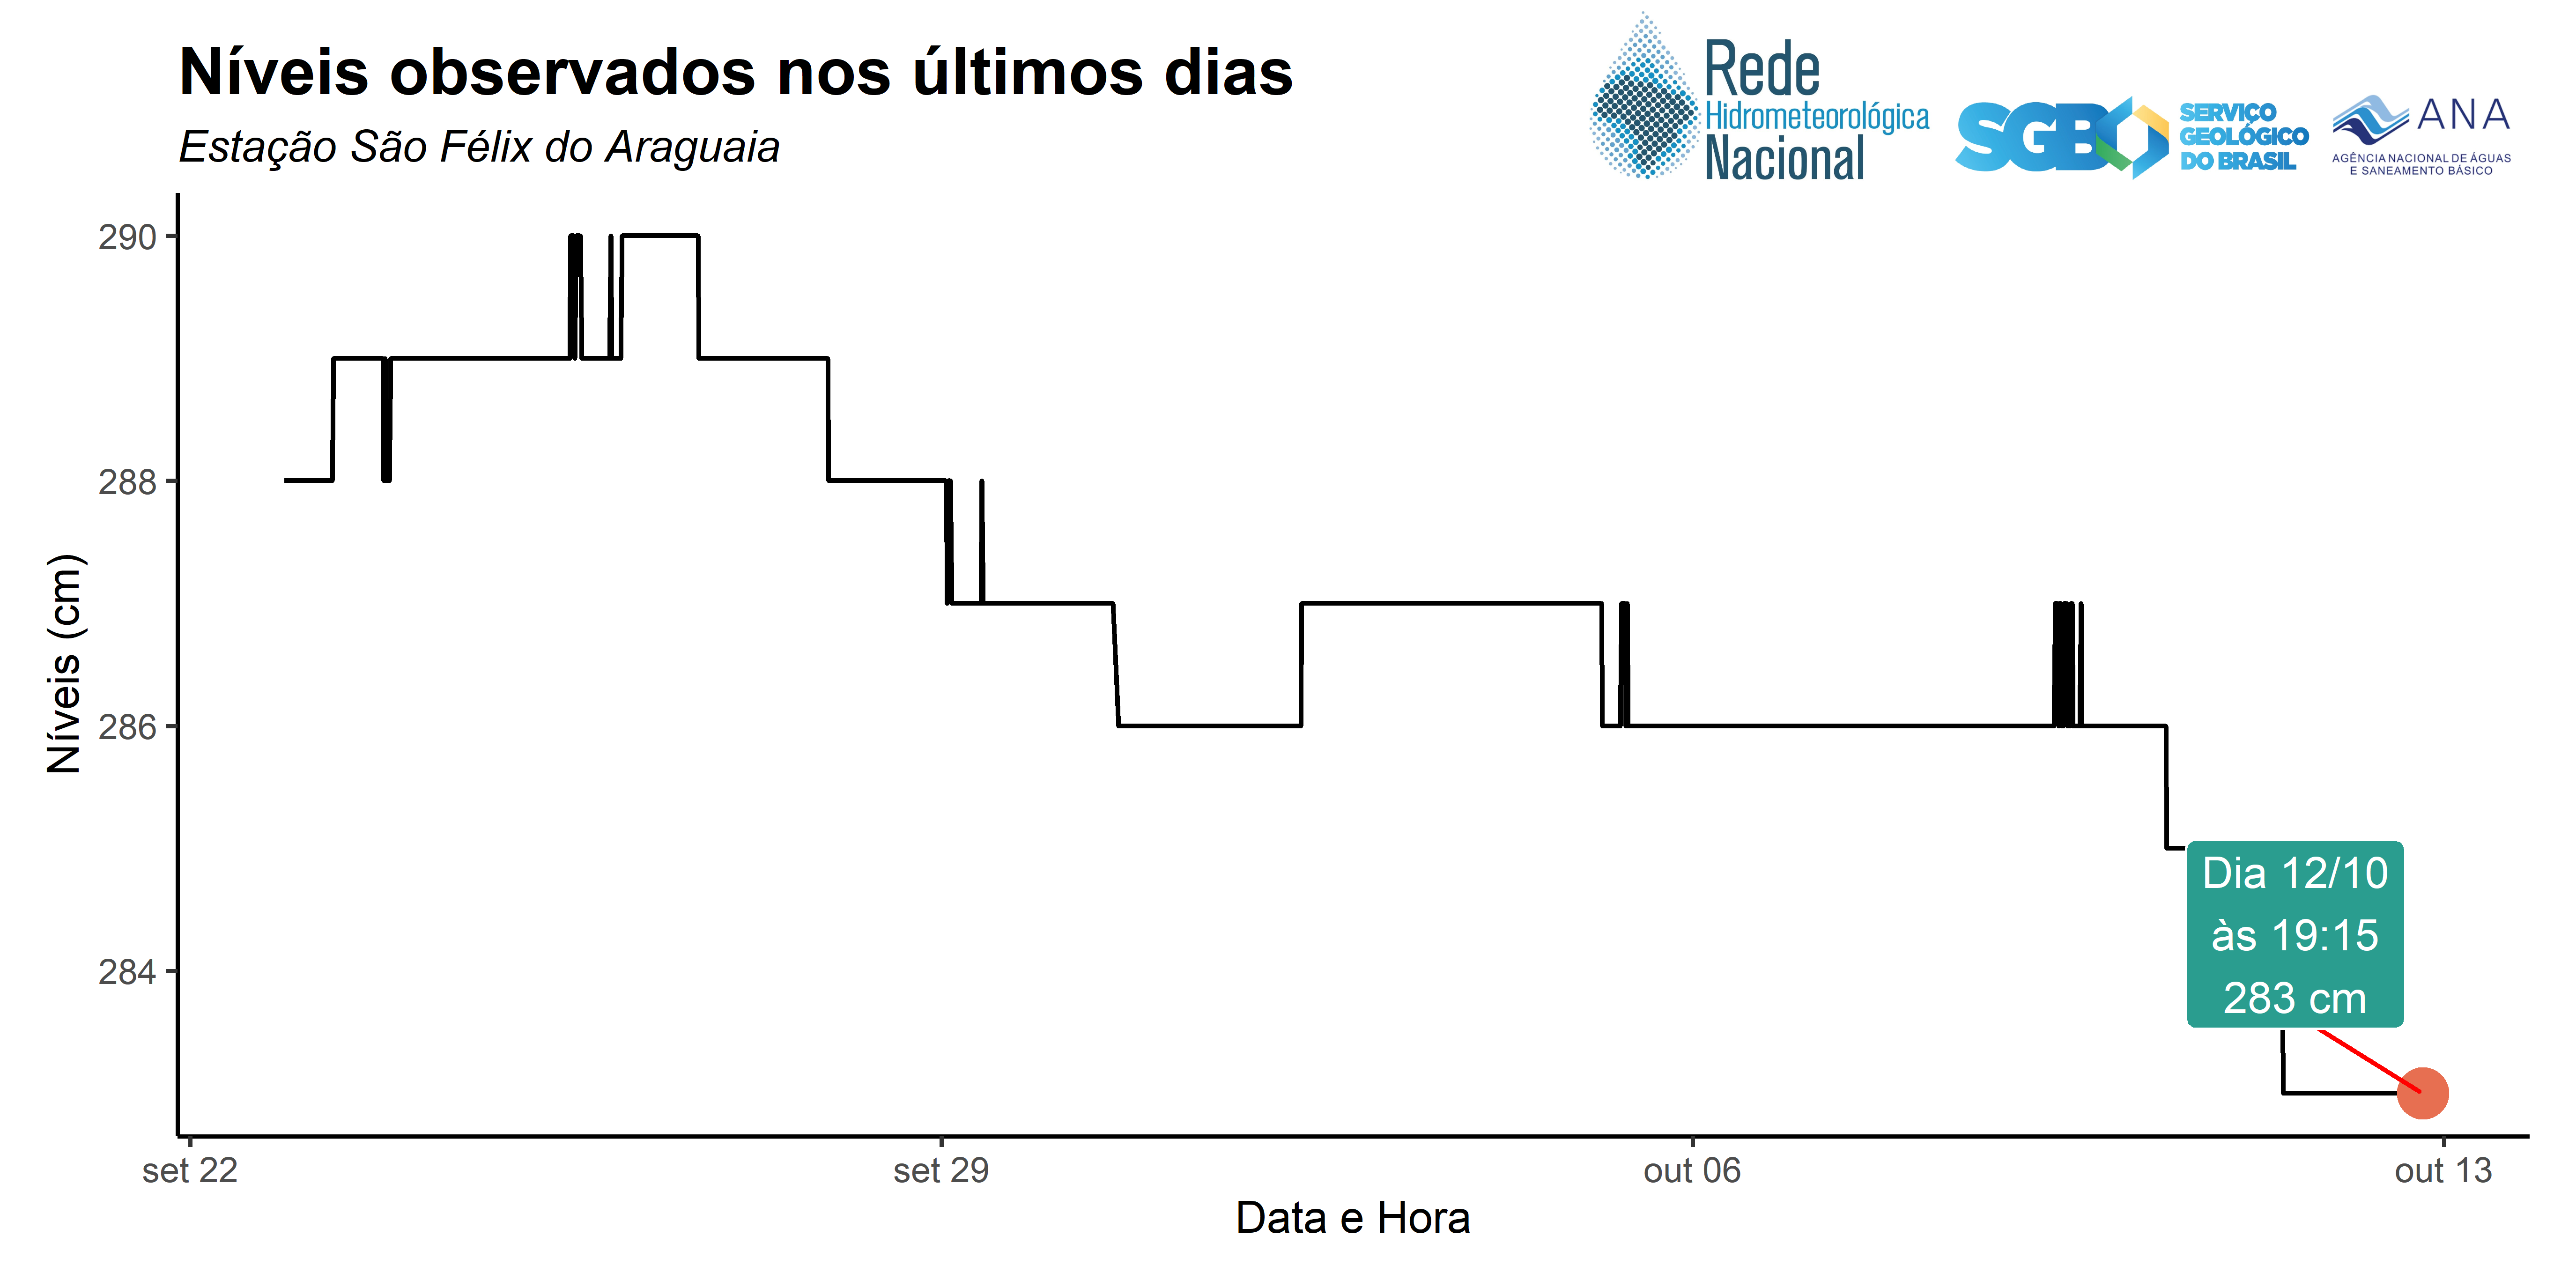 Níveis observados nos últimos dias
Estação São Félix do Araguaia
Rede
Hidrometeorológica
Nacional
SGB
SERVIÇO
GEOLÓGICO
DO BRASIL
ANA
AGÊNCIA NACIONAL DE ÁGUAS
E SANEAMENTO BÁSICO
Níveis (cm)
290
288
286
284
Dia 12/10
às 19:15
283 cm
set 22
set 29
out 06
out 13
Data e Hora